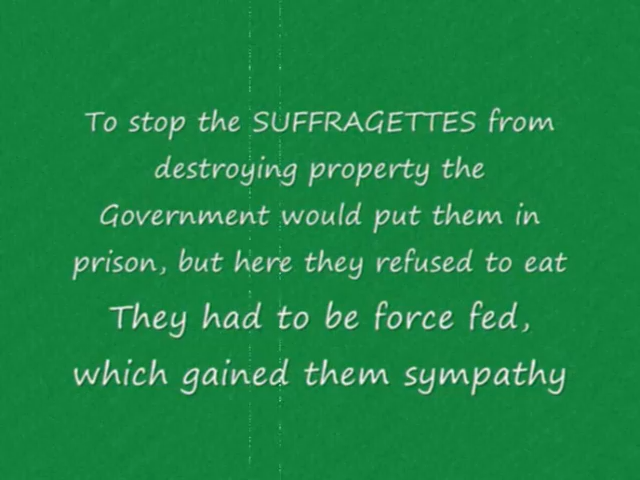 To stop the SUFFRAGETTES from
destroying property the
Government would put them in
prison, but here they refused to eat
They had to be force fed,
which gained them sympathy